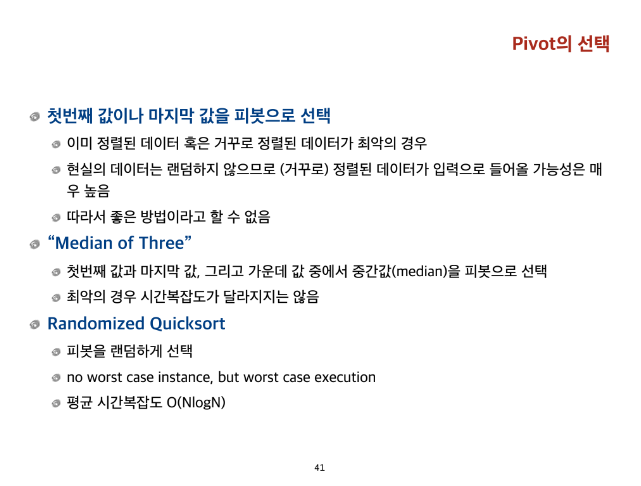 Pivot의 선택
첫번째 값이나 마지막 값을 피봇으로 선택
이미 정렬된 데이터 혹은 거꾸로 정렬된 데이터가 최악의 경우
현실의 데이터는 랜덤하지 않으므로 (거꾸로) 정렬된 데이터가 입력으로 들어올 가능성은 매
우 높음
따라서 좋은 방법이라고 할 수 없음
“Median of Three”
첫번째 값과 마지막 값, 그리고 가운데 값 중에서 중간값(median)을 피봇으로 선택
최악의 경우 시간복잡도가 달라지지는 않음
Randomized Quicksort
피봇을 랜덤하게 선택
no worst case instance, but worst case execution
평균 시간복잡도 O(NlogN)
41